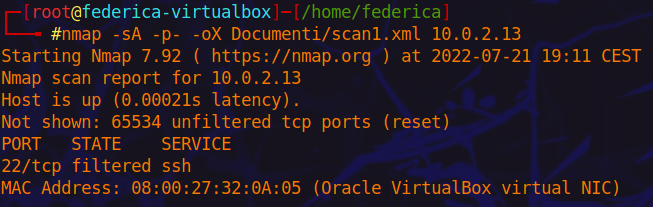 ┌─[root@federica-virtualbox]─[/home/federica]
└──╼ #nmap -sA -p- -oX Documenti/scan1.xml 10.0.2.13
Starting Nmap 7.92 ( https://nmap.org ) at 2022-07-21 19:11 CEST
Nmap scan report for 10.0.2.13
Host is up (0.00021s latency).
Not shown: 65534 unfiltered tcp ports (reset)
PORT   STATE    SERVICE
22/tcp filtered ssh
MAC Address: 08:00:27:32:0A:05 (Oracle VirtualBox virtual NIC)